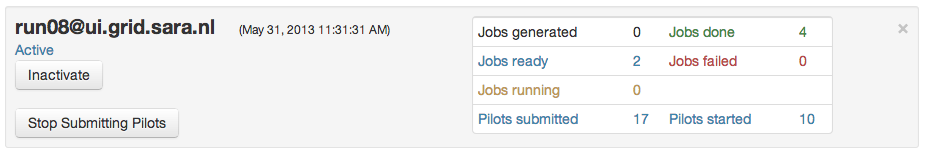 run08@ui.grid.sara.nl (May 31, 2013 11:31:31 AM)
Active
Inactivate
Stop Submitting Pilots
Jobs generated 0 Jobs done 4
Jobs ready 2 Jobs failed 0
Jobs running 0
Pilots submitted 17 Pilots started 10
×